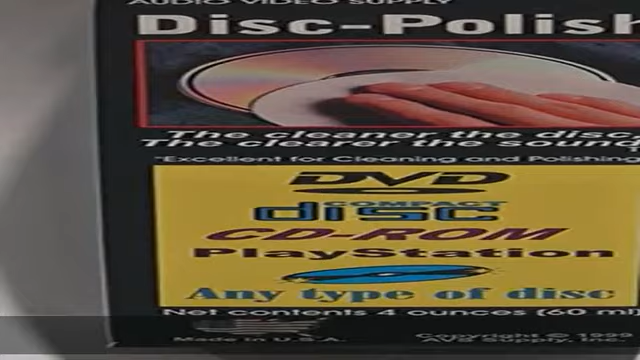 AUDIO VIDEO SUPPLY
Disc-Polish
The cleaner the disc
The clearer the sound
"Excellent for Cleaning and Polishing
DVD
COMPACT
disc
CD-ROM
PlayStation
Any type of disc
Net contents 4 ounces (60 ml)
Made in U.S.A.
Copyright © 1999
AVS Supply, Inc.